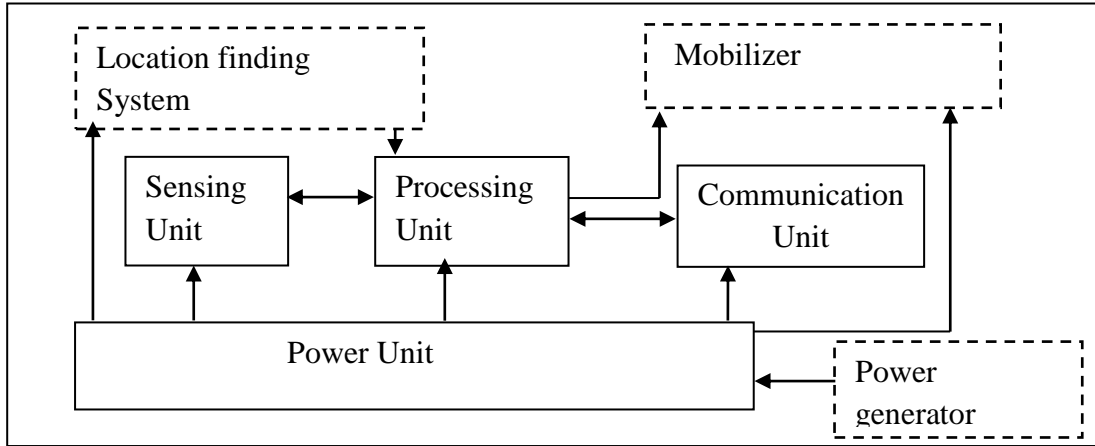 Location finding
System
Mobilizer
Sensing
Unit
Processing
Unit
Communication
Unit
Power Unit
Power
generator